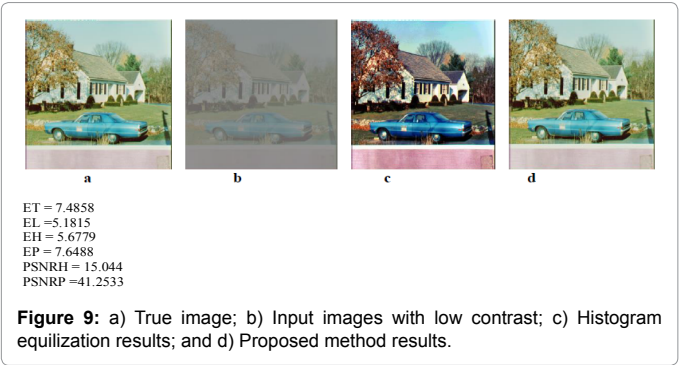 a b c d
ET = 7.4858
EL =5.1815
EH = 5.6779
EP = 7.6488
PSNRH = 15.044
PSNRP =41.2533
Figure 9: a) True image; b) Input images with low contrast; c) Histogram
equilization results; and d) Proposed method results.